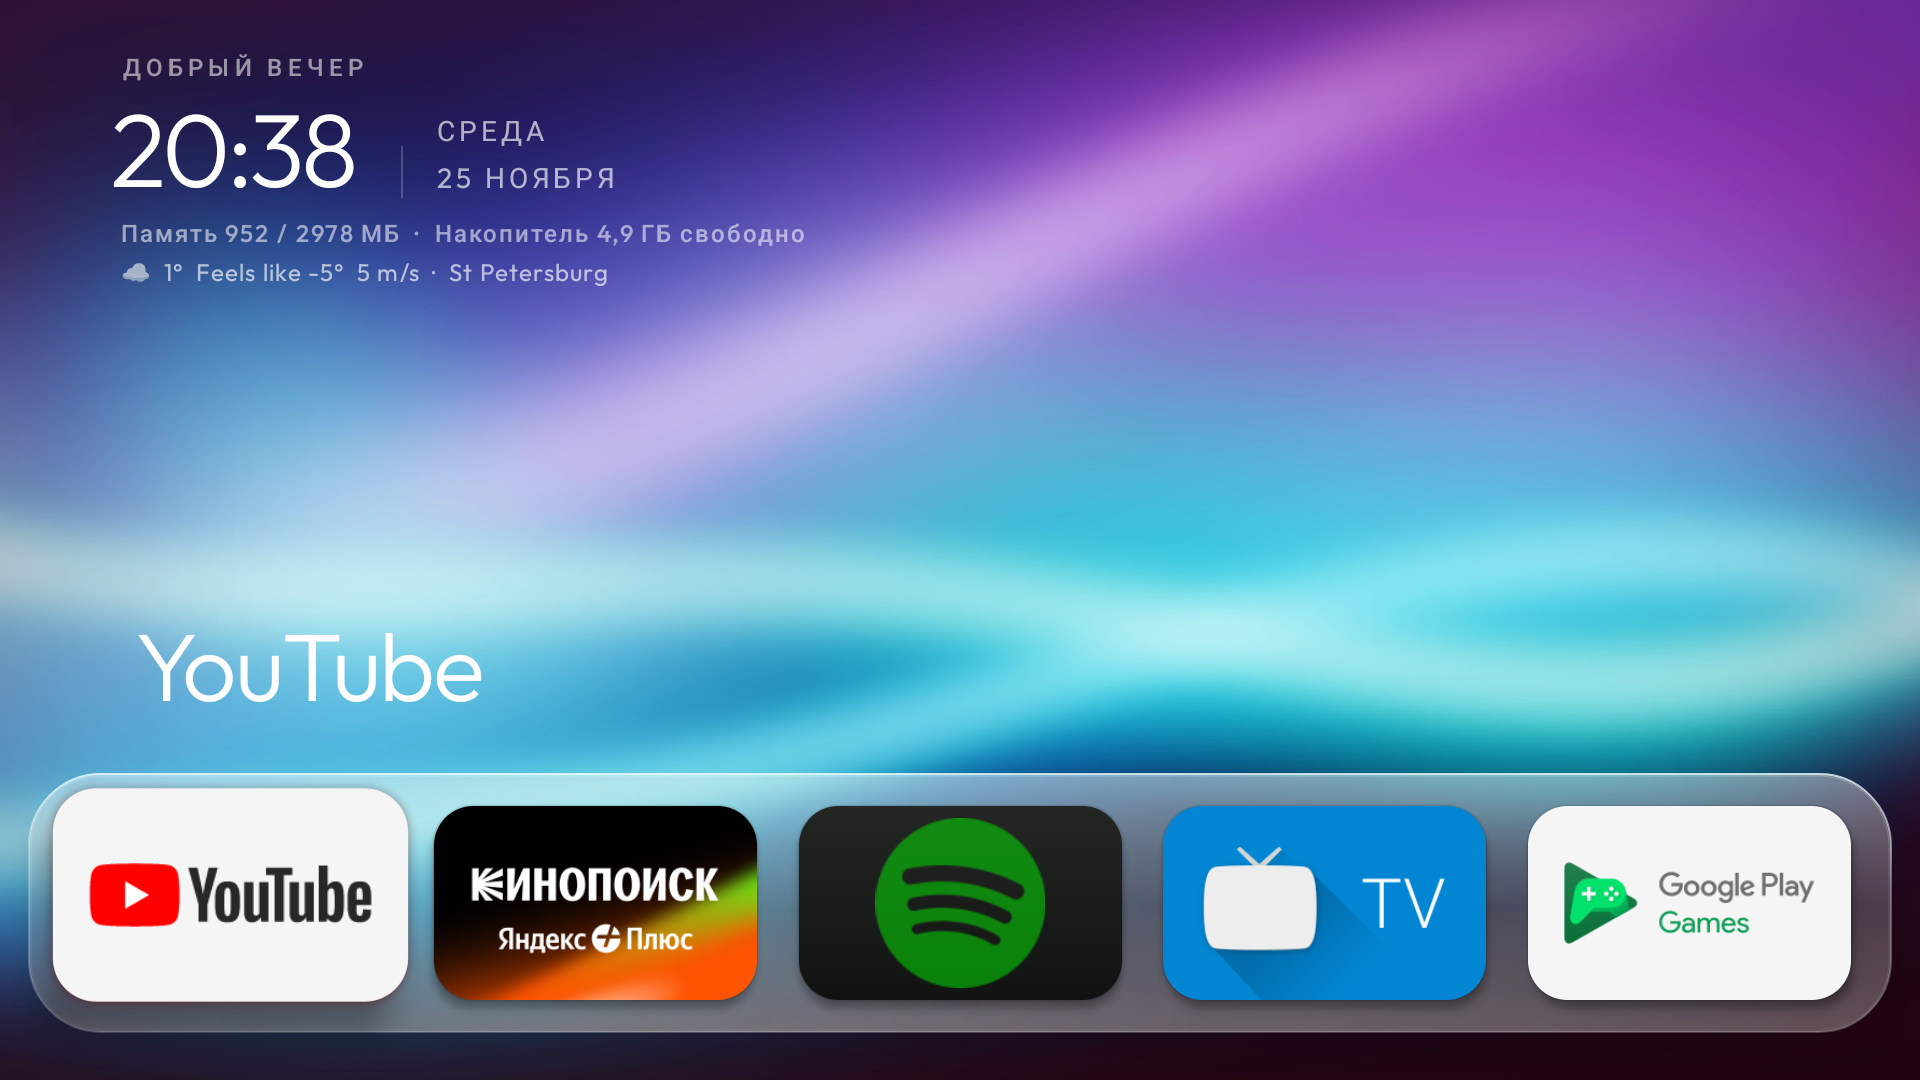 ДОБРЫЙ ВЕЧЕР
20:38
СРЕДА
25 НОЯБРЯ
Память 952 / 2978 МБ · Накопитель 4,9 ГБ свободно
1° Feels like -5° 5 m/s · St Petersburg
YouTube
YouTube
КИНОПОИСК
Яндекс Плюс
TV
Google Play
Games